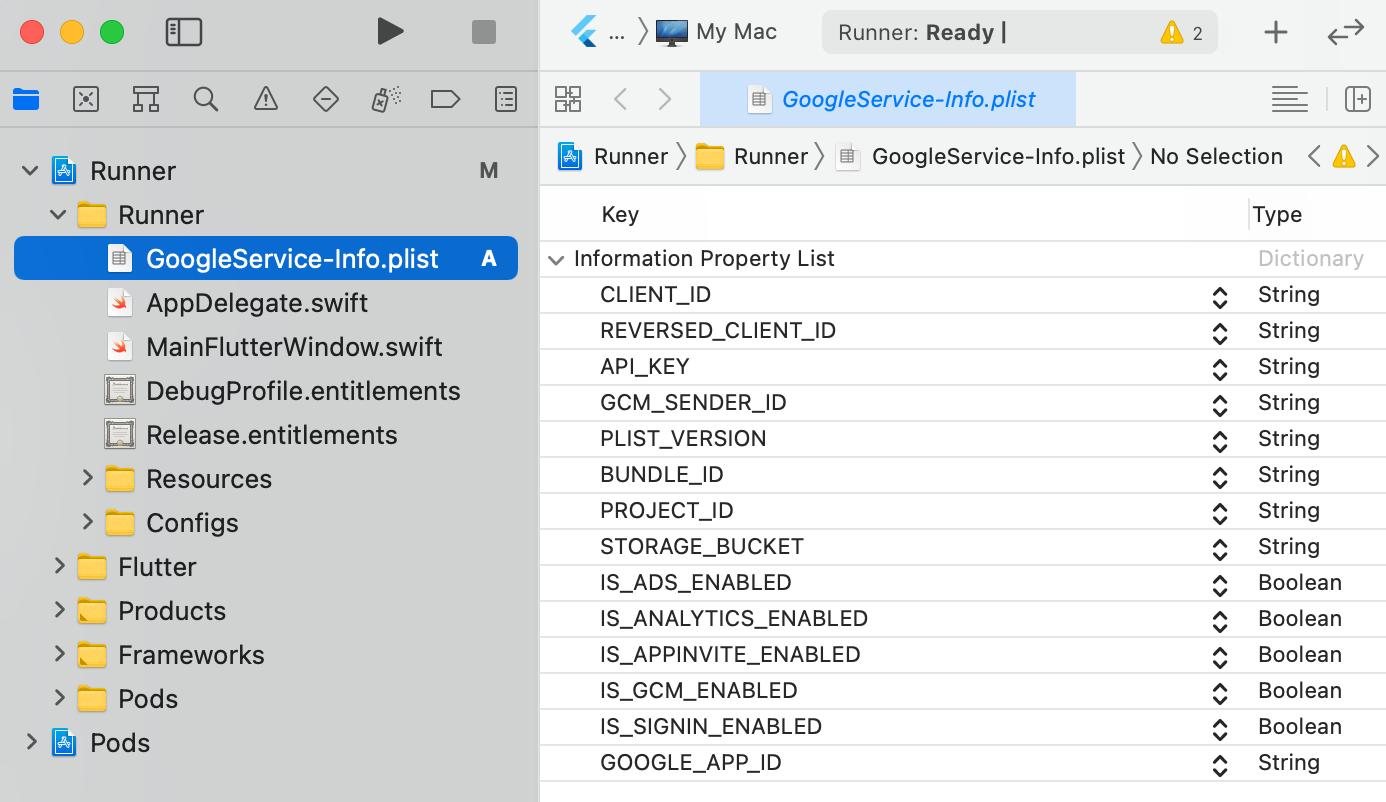 ... My Mac Runner: Ready | 2
GoogleService-Info.plist
Runner M
Runner
GoogleService-Info.plist A
AppDelegate.swift
MainFlutterWindow.swift
DebugProfile.entitlements
Release.entitlements
Resources
Configs
Flutter
Products
Frameworks
Pods
Pods
Runner Runner GoogleService-Info.plist No Selection
Key Type
Information Property List Dictionary
CLIENT_ID String
REVERSED_CLIENT_ID String
API_KEY String
GCM_SENDER_ID String
PLIST_VERSION String
BUNDLE_ID String
PROJECT_ID String
STORAGE_BUCKET String
IS_ADS_ENABLED Boolean
IS_ANALYTICS_ENABLED Boolean
IS_APPINVITE_ENABLED Boolean
IS_GCM_ENABLED Boolean
IS_SIGNIN_ENABLED Boolean
GOOGLE_APP_ID String